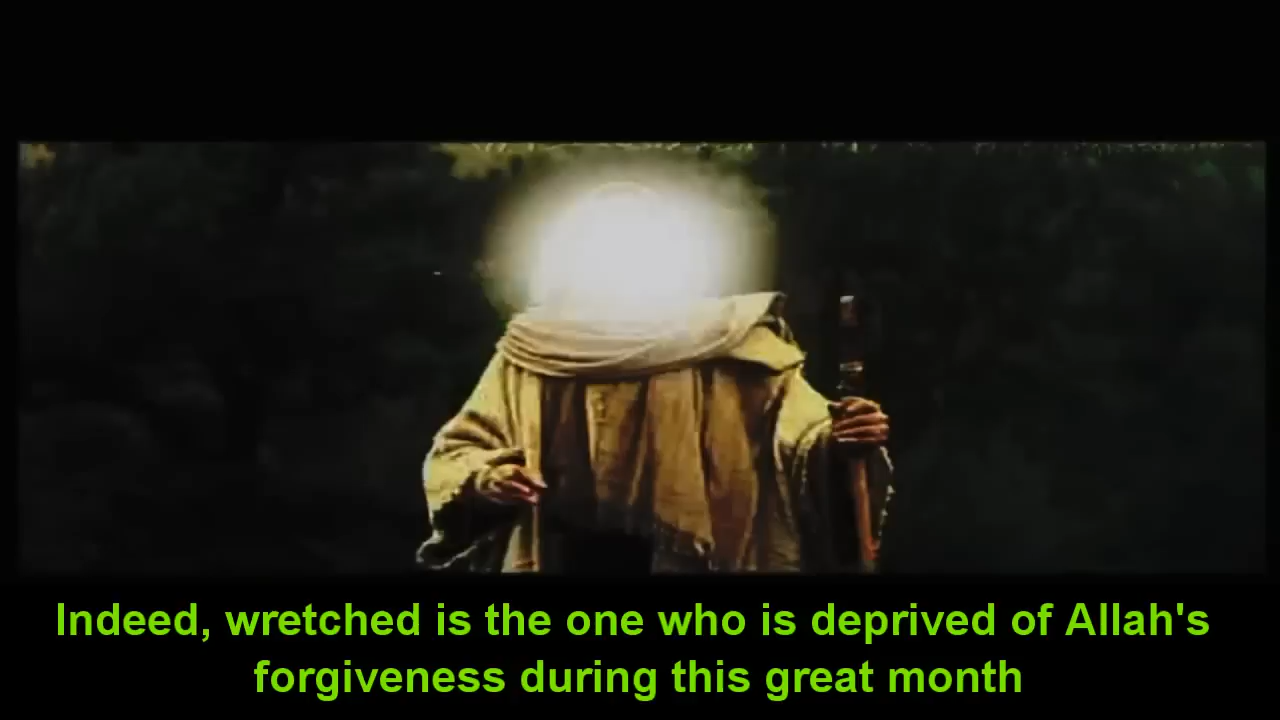 Indeed, wretched is the one who is deprived of Allah's
forgiveness during this great month